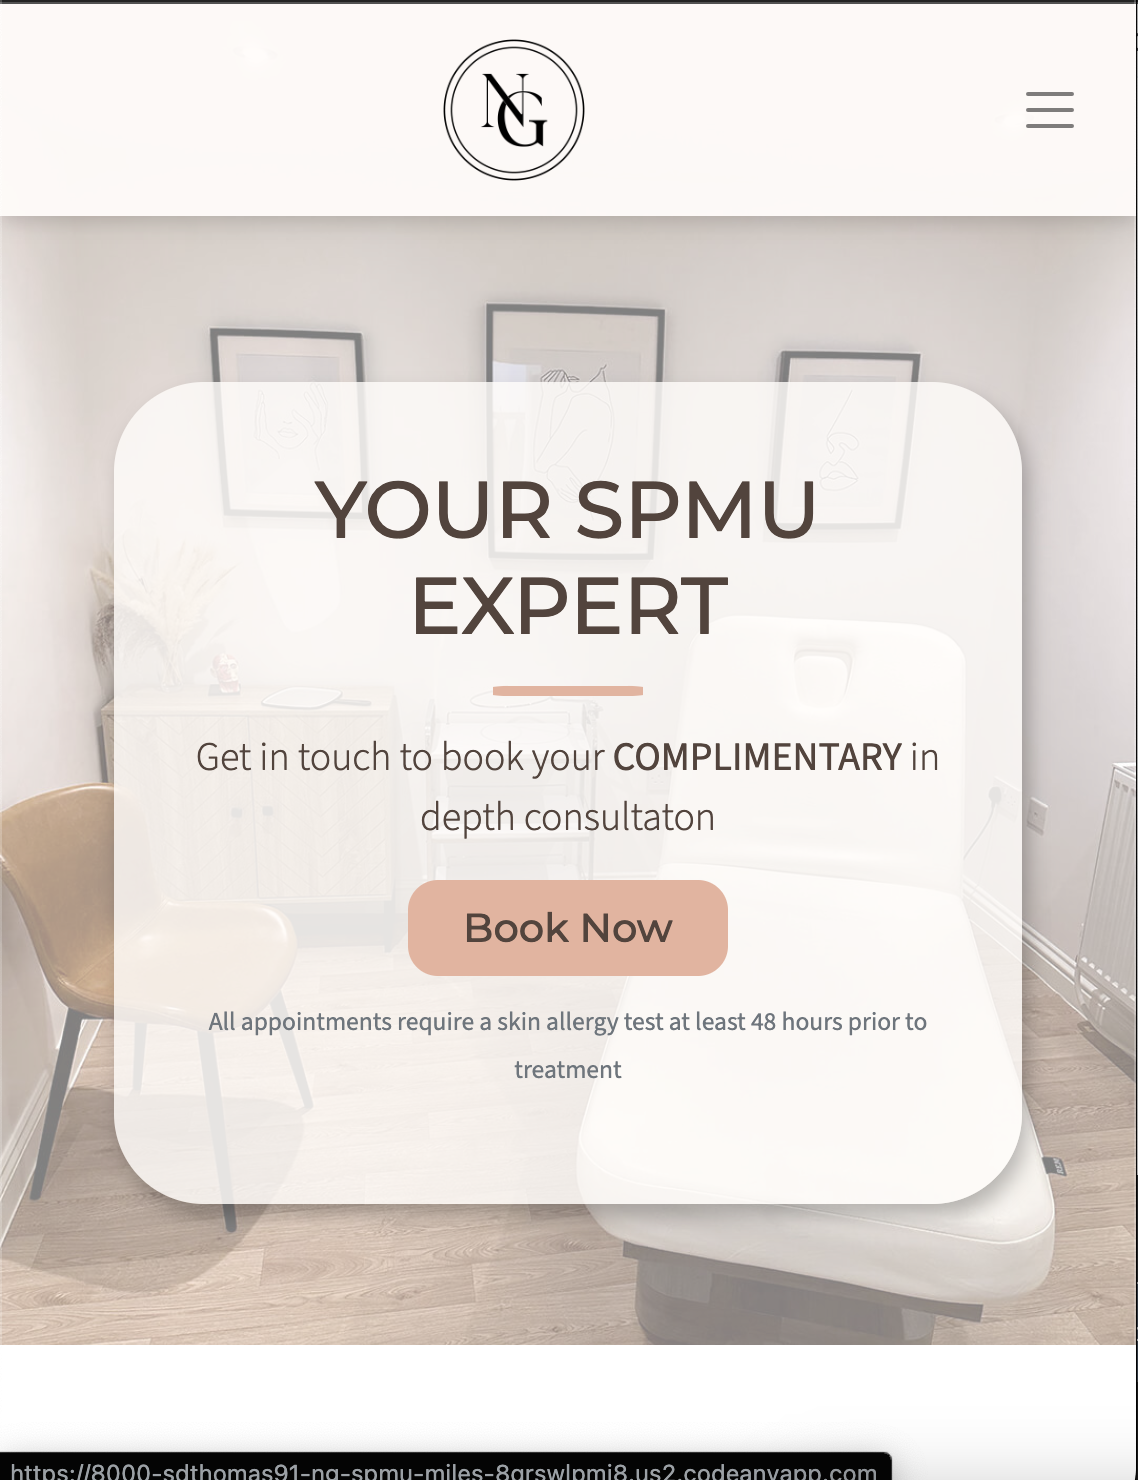 NG
YOUR SPMU
EXPERT
Get in touch to book your COMPLIMENTARY in
depth consultaton
Book Now
All appointments require a skin allergy test at least 48 hours prior to
treatment
https://8000-sdthomas91-ng-spmu-miles-8grswlpmj8.us2.codeanyapp.com